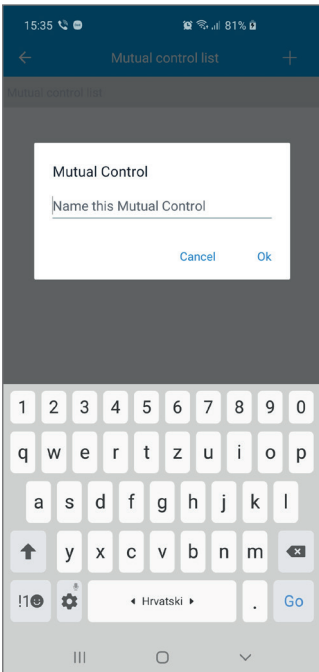 15:35 81%
Mutual control list
Mutual control list
Mutual Control
Name this Mutual Control
Cancel Ok
1 2 3 4 5 6 7 8 9 0
q w e r t z u i o p
a s d f g h j k l
y x c v b n m
!1☻ ◂ Hrvatski ▸ . Go